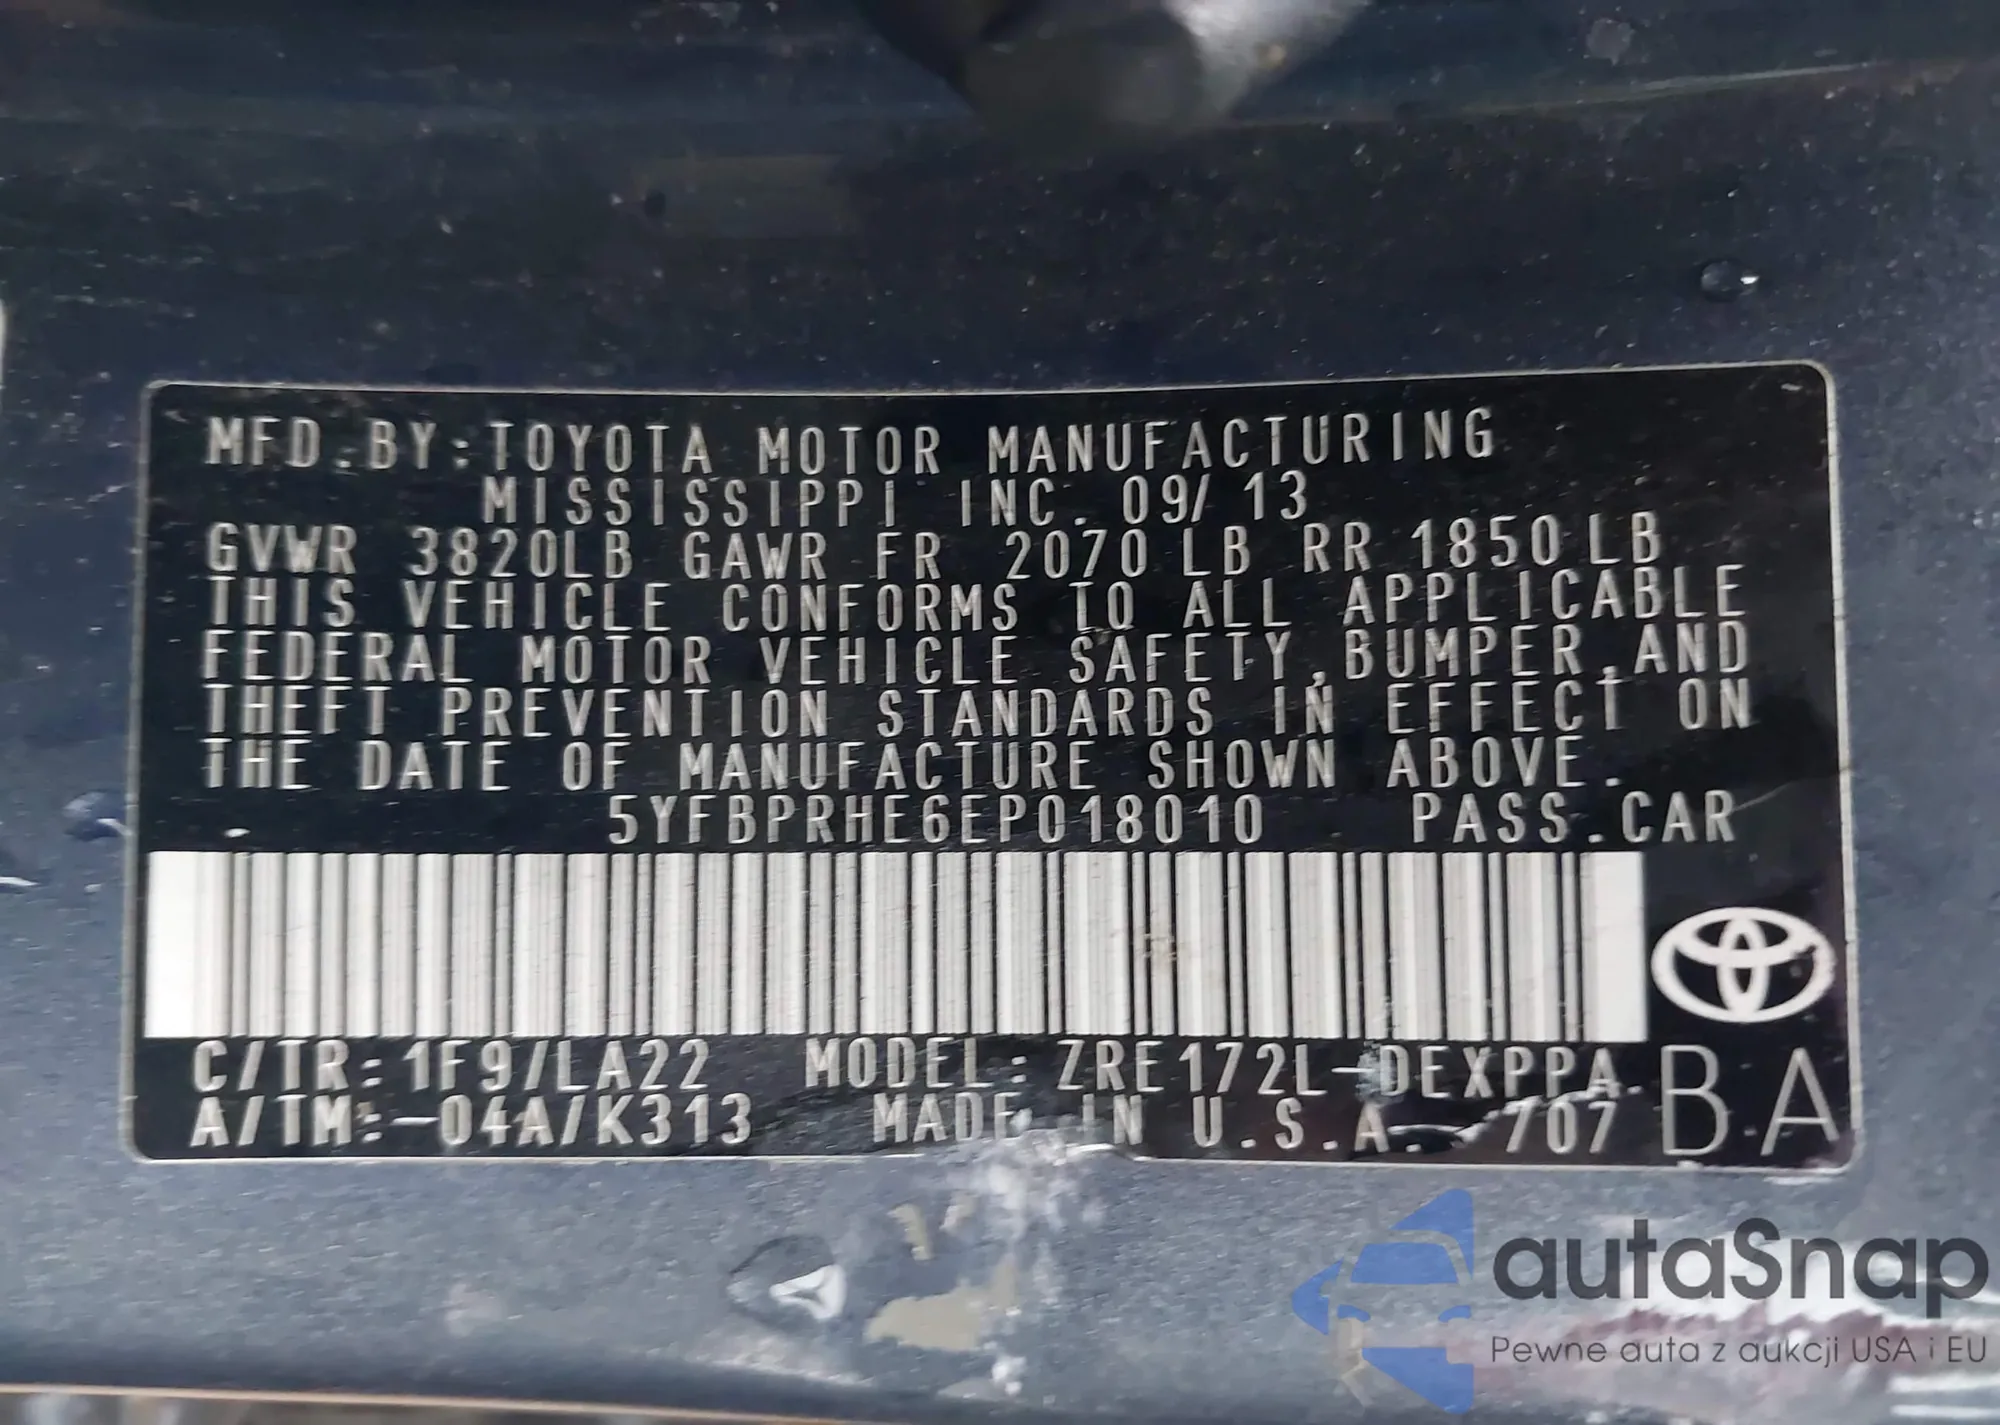 MFD.BY:TOYOTA MOTOR MANUFACTURING
MISSISSIPPI INC. 09/13
GVWR 3820LB GAWR FR 2070LB RR 1850LB
THIS VEHICLE CONFORMS TO ALL APPLICABLE
FEDERAL MOTOR VEHICLE SAFETY,BUMPER,AND
THEFT PREVENTION STANDARDS IN EFFECT ON
THE DATE OF MANUFACTURE SHOWN ABOVE.
5YFBPRHE6EP018010 PASS.CAR
C/TR:1F9/LA22 MODEL:ZRE172L-DEXPPA
A/TM:-04A/K313 MADE IN U.S.A. 707
BA
autaSnap
Pewne auta z aukcji USA i EU